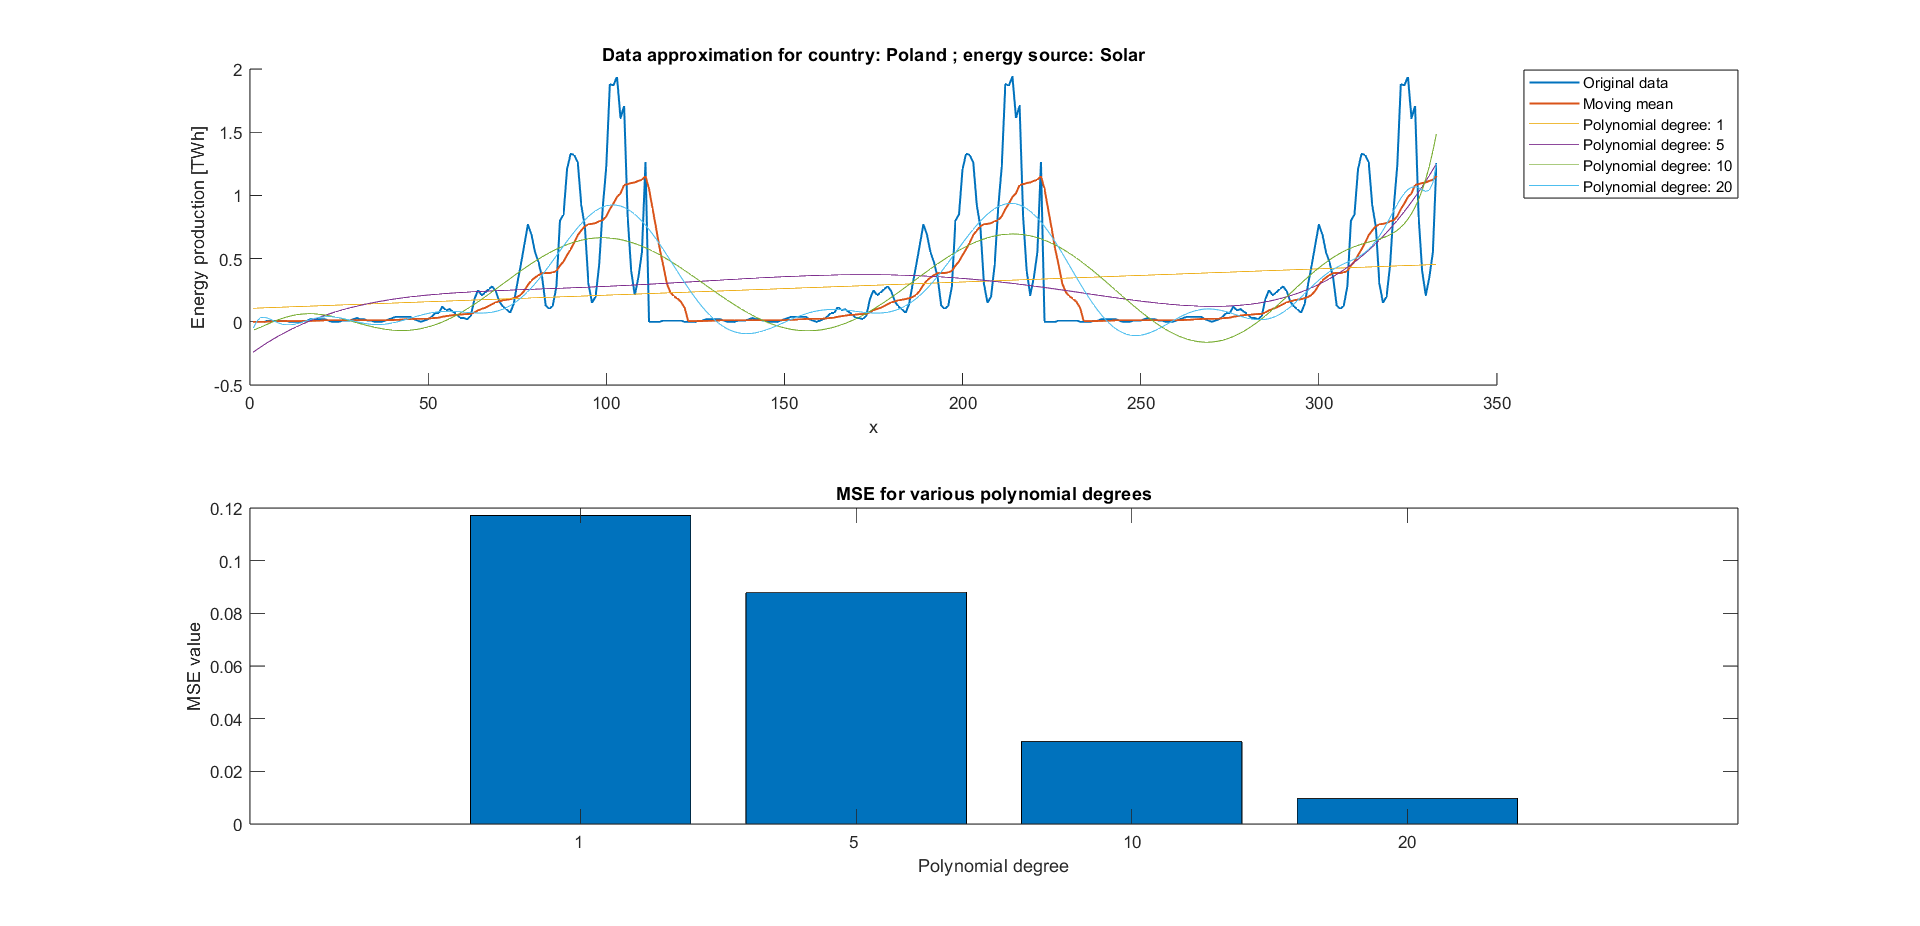 Data approximation for country: Poland ; energy source: Solar
2
1.5
1
0.5
0
-0.5
Energy production [TWh]
0 50 100 150 200 250 300 350
x
Original data
Moving mean
Polynomial degree: 1
Polynomial degree: 5
Polynomial degree: 10
Polynomial degree: 20
MSE for various polynomial degrees
0.12
0.1
0.08
0.06
0.04
0.02
0
MSE value
1 5 10 20
Polynomial degree